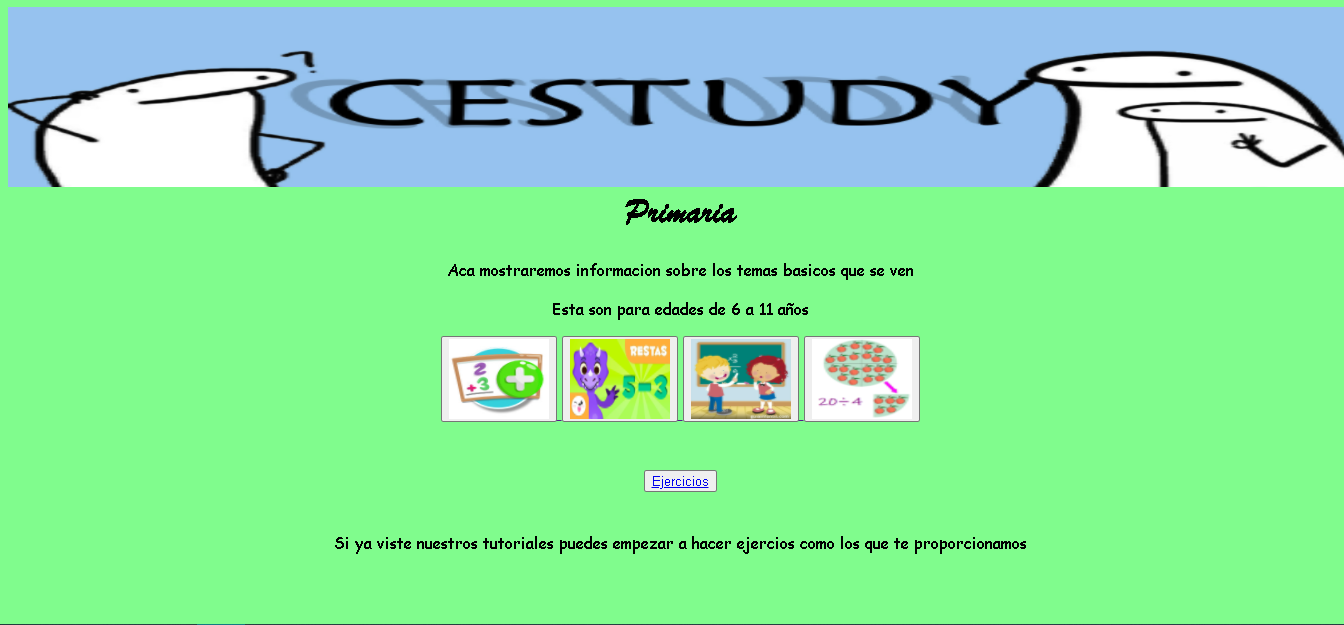 ?
CESTUDY
Primaria
Aca mostraremos informacion sobre los temas basicos que se ven
Esta son para edades de 6 a 11 años
2
+3
+
RESTAS
5-3
20÷4
Ejercicios
Si ya viste nuestros tutoriales puedes empezar a hacer ejercios como los que te proporcionamos